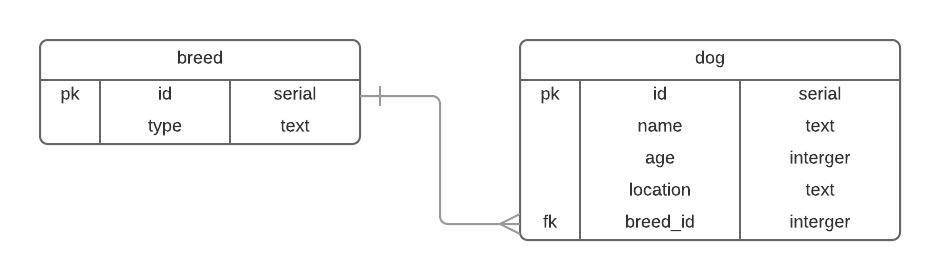 breed
pk id serial
type text
dog
pk id serial
name text
age interger
location text
fk breed_id interger